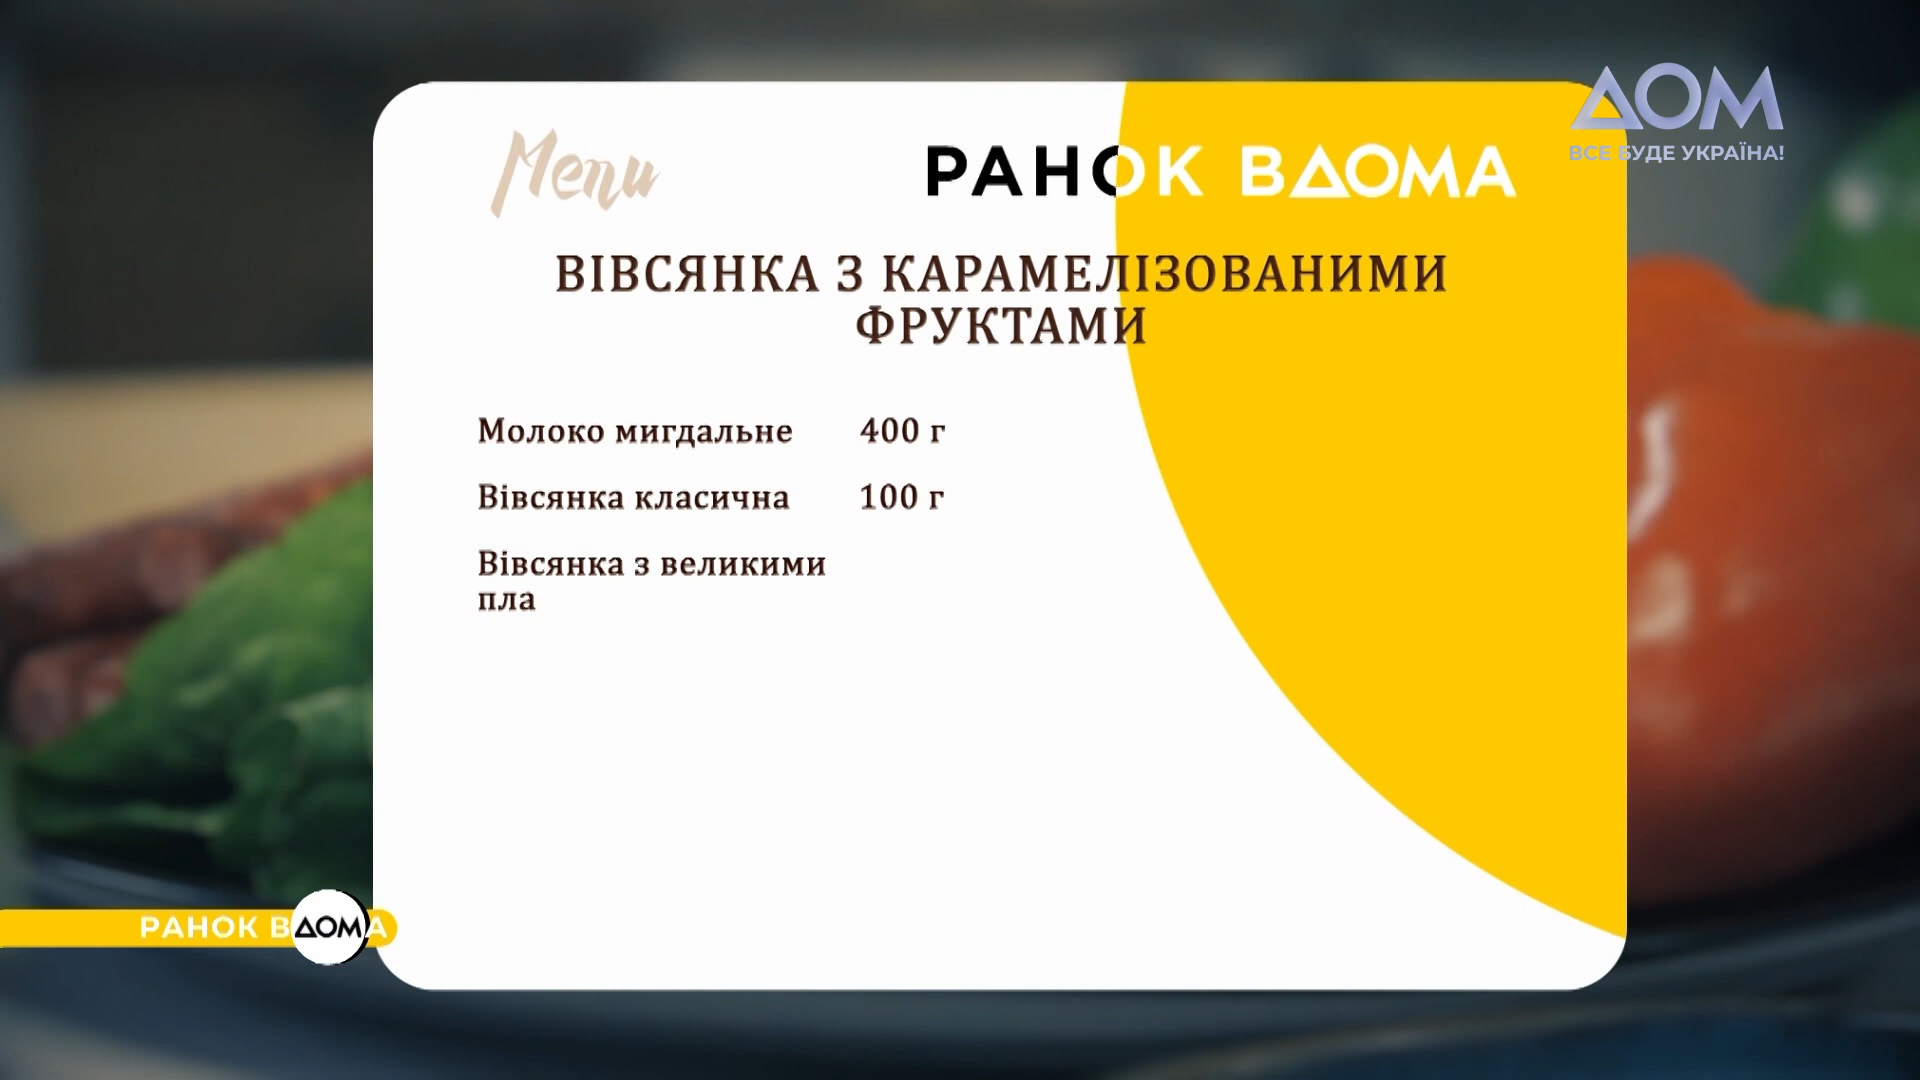 ДОМ
ВСЕ БУДЕ УКРАЇНА!
Menu
РАНОК ВДОМА
ВІВСЯНКА З КАРАМЕЛІЗОВАНИМИ
ФРУКТАМИ
Молоко мигдальне 400 г
Вівсянка класична 100 г
Вівсянка з великими
пла
РАНОК ВДОМА